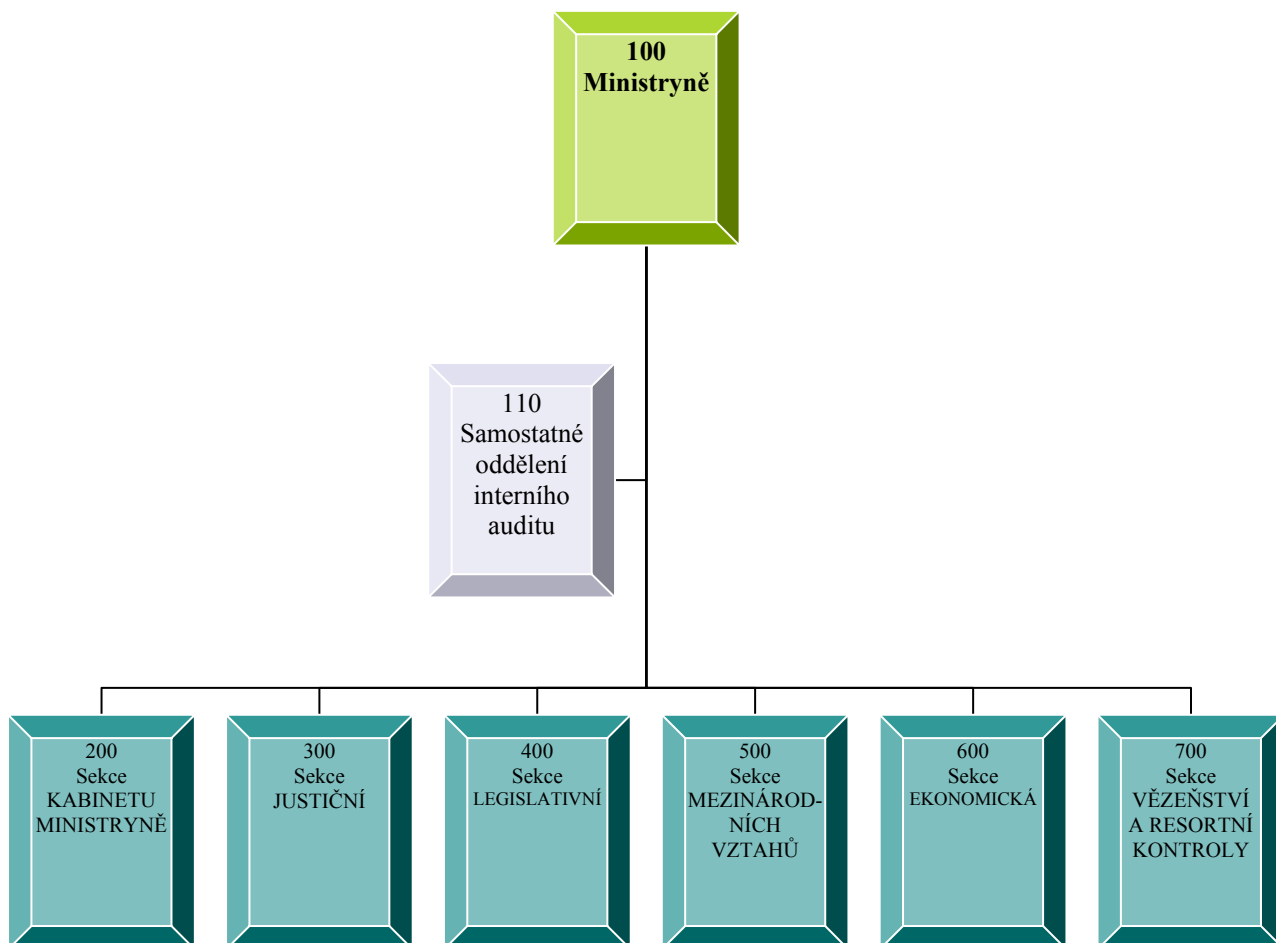 100
Ministryně
110
Samostatné
oddělení
interního
auditu
200
Sekce
KABINETU
MINISTRYNĚ
300
Sekce
JUSTIČNÍ
400
Sekce
LEGISLATIVNÍ
500
Sekce
MEZINÁROD-
NÍCH
VZTAHŮ
600
Sekce
EKONOMICKÁ
700
Sekce
VĚZEŇSTVÍ
A RESORTNÍ
KONTROLY